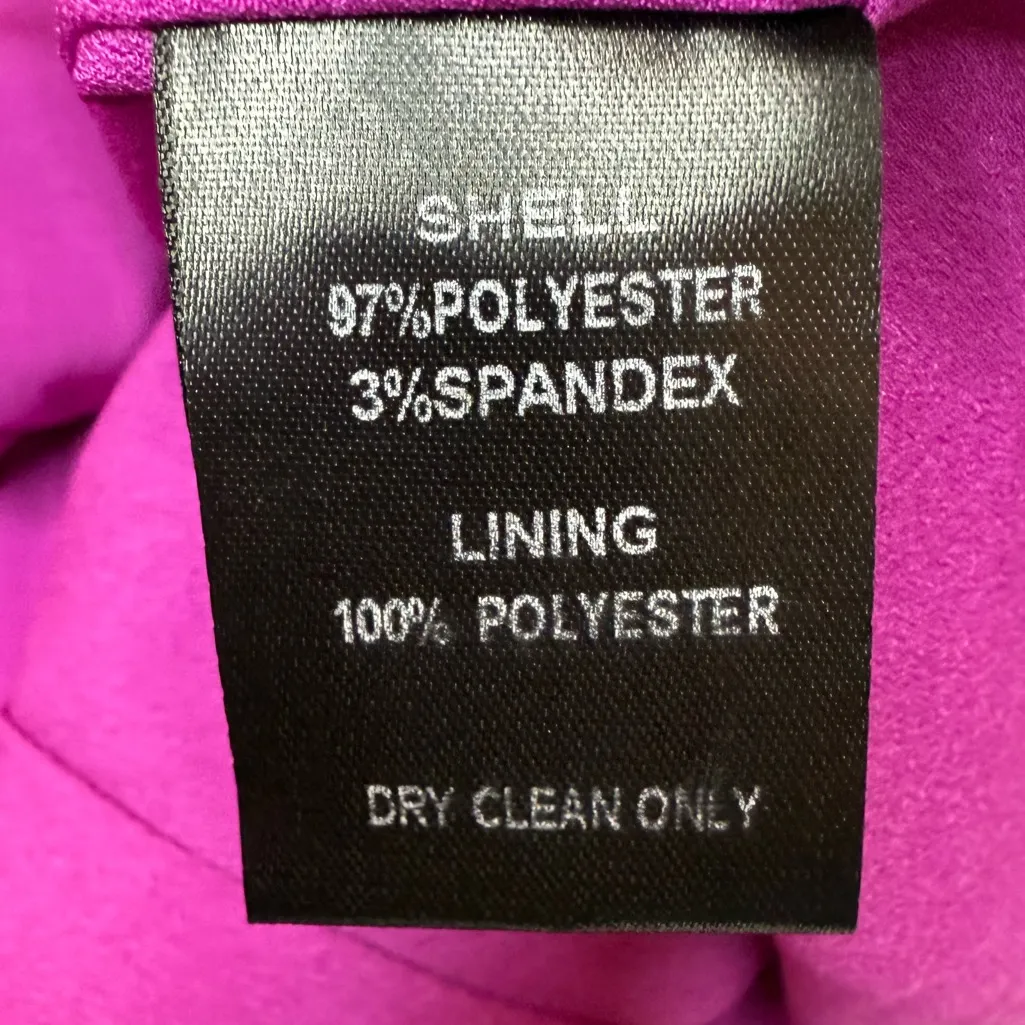 SHELL
97%POLYESTER
3%SPANDEX
LINING
100% POLYESTER
DRY CLEAN ONLY